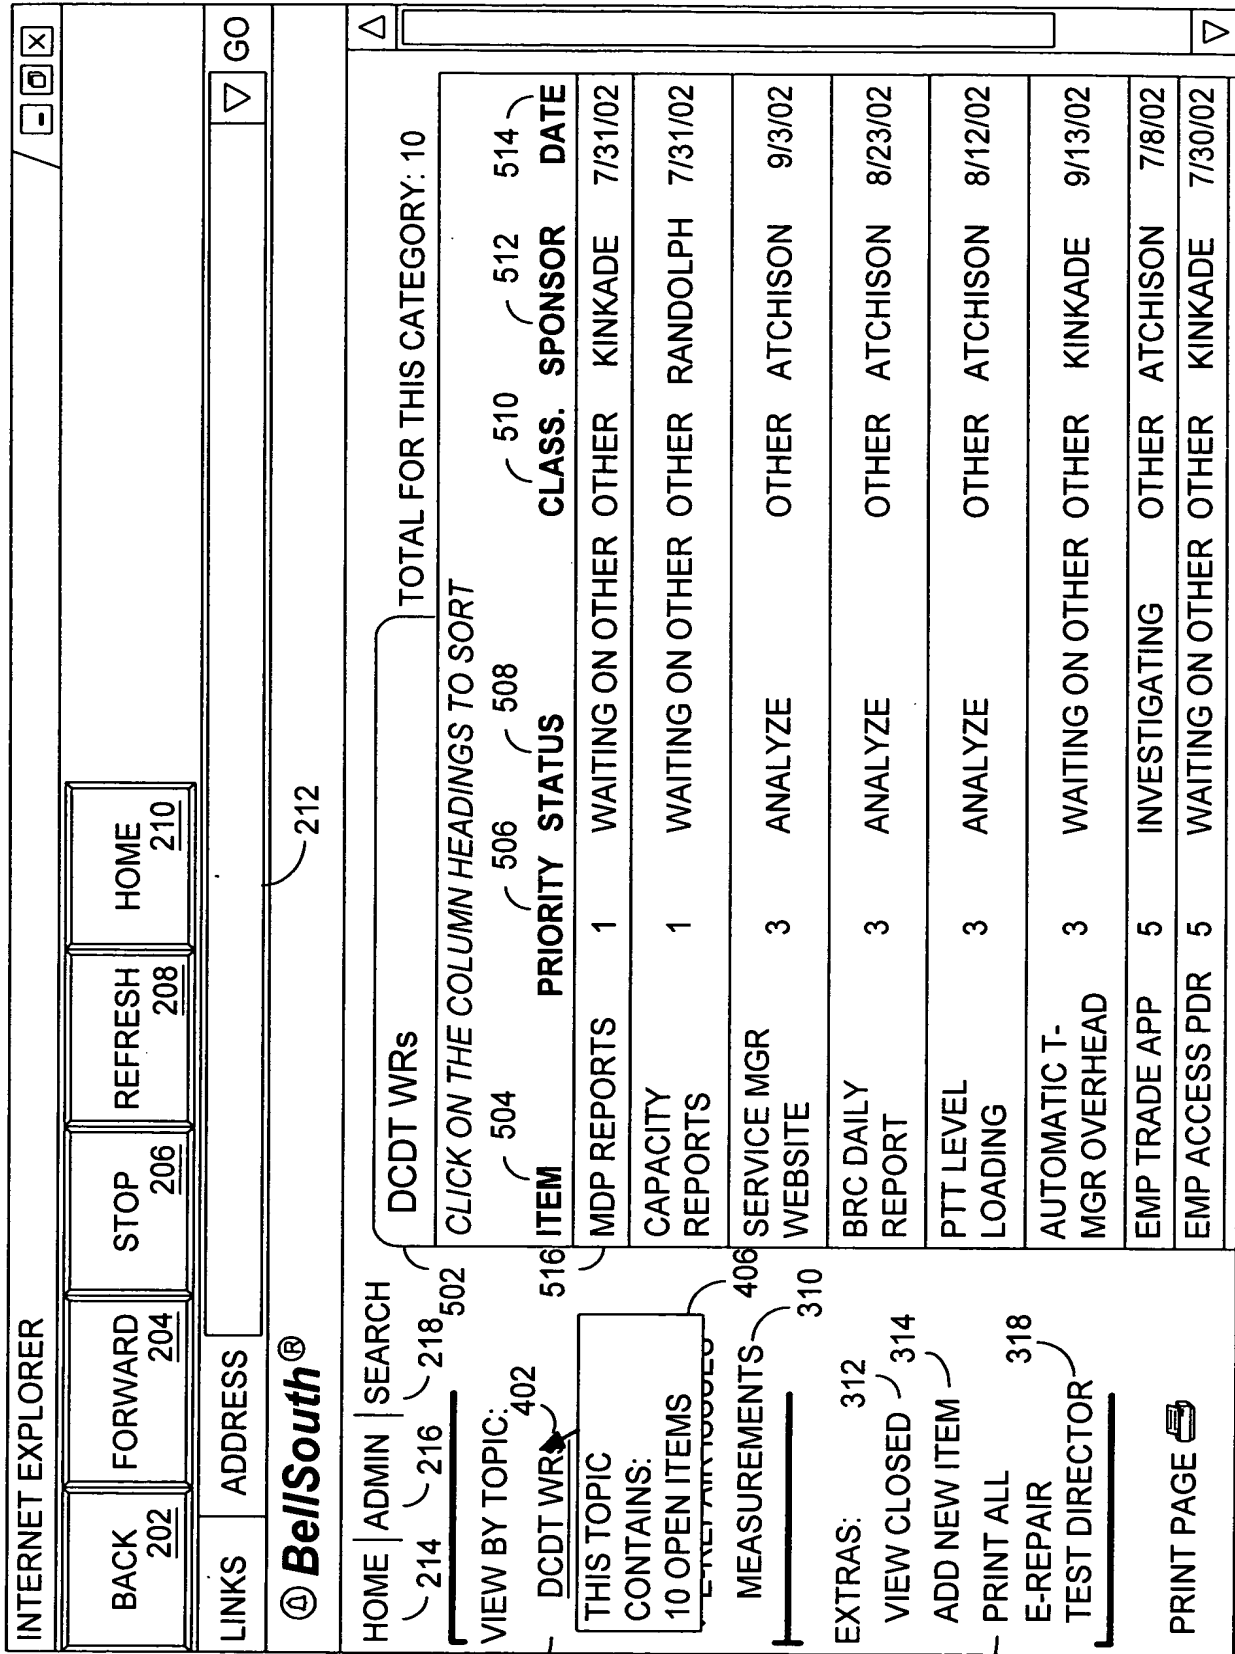 INTERNET EXPLORER
BACK 202
FORWARD 204
STOP 206
REFRESH 208
HOME 210
LINKS ADDRESS GO
212
BellSouth®
HOME | ADMIN | SEARCH
214 216 218
VIEW BY TOPIC:
402
DCDT WRs
THIS TOPIC
CONTAINS:
10 OPEN ITEMS
406
MEASUREMENTS 310
EXTRAS: 312
VIEW CLOSED 314
ADD NEW ITEM
PRINT ALL
E-REPAIR 318
TEST DIRECTOR
PRINT PAGE
502
DCDT WRs TOTAL FOR THIS CATEGORY: 10
CLICK ON THE COLUMN HEADINGS TO SORT
504 506 508 510 512 514
ITEM PRIORITY STATUS CLASS. SPONSOR DATE
516
MDP REPORTS 1 WAITING ON OTHER OTHER KINKADE 7/31/02
CAPACITY
REPORTS 1 WAITING ON OTHER OTHER RANDOLPH 7/31/02
SERVICE MGR
WEBSITE 3 ANALYZE OTHER ATCHISON 9/3/02
BRC DAILY
REPORT 3 ANALYZE OTHER ATCHISON 8/23/02
PTT LEVEL
LOADING 3 ANALYZE OTHER ATCHISON 8/12/02
AUTOMATIC T-
MGR OVERHEAD 3 WAITING ON OTHER OTHER KINKADE 9/13/02
EMP TRADE APP 5 INVESTIGATING OTHER ATCHISON 7/8/02
EMP ACCESS PDR 5 WAITING ON OTHER OTHER KINKADE 7/30/02